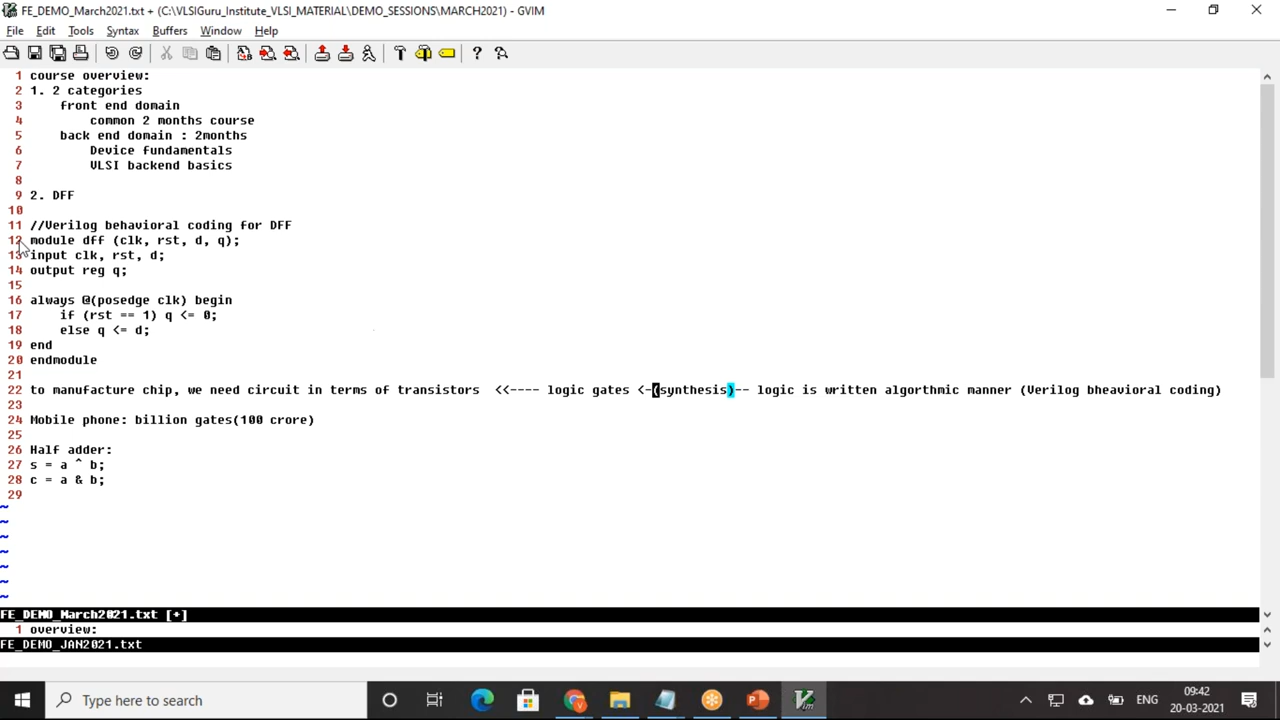 FE_DEMO_March2021.txt + (C:\VLSIGuru_Institute_VLSI_MATERIAL\DEMO_SESSIONS\MARCH2021) - GVIM
File Edit Tools Syntax Buffers Window Help
1 course overview:
2 1. 2 categories
3 front end domain
4 common 2 months course
5 back end domain : 2months
6 Device fundamentals
7 VLSI backend basics
8
9 2. DFF
10
11 //Verilog behavioral coding for DFF
12 module dff (clk, rst, d, q);
13 input clk, rst, d;
14 output reg q;
15
16 always @(posedge clk) begin
17 if (rst == 1) q <= 0;
18 else q <= d;
19 end
20 endmodule
21
22 to manufacture chip, we need circuit in terms of transistors <<---- logic gates <-(synthesis)-- logic is written algorthmic manner (Verilog bheavioral coding)
23
24 Mobile phone: billion gates(100 crore)
25
26 Half adder:
27 s = a ^ b;
28 c = a & b;
29
~
~
~
~
~
~
~
FE_DEMO_March2021.txt [+]
1 overview:
FE_DEMO_JAN2021.txt
Type here to search
ENG
09:42
20-03-2021